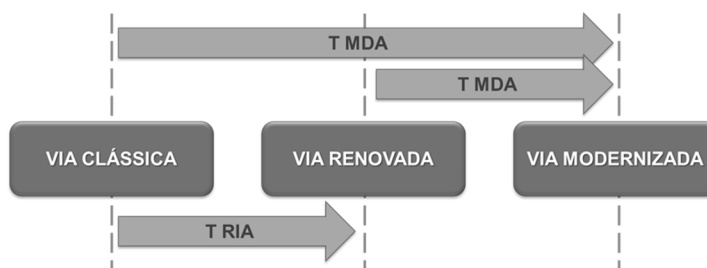 T MDA
T MDA
VIA CLÁSSICA
VIA RENOVADA
VIA MODERNIZADA
T RIA